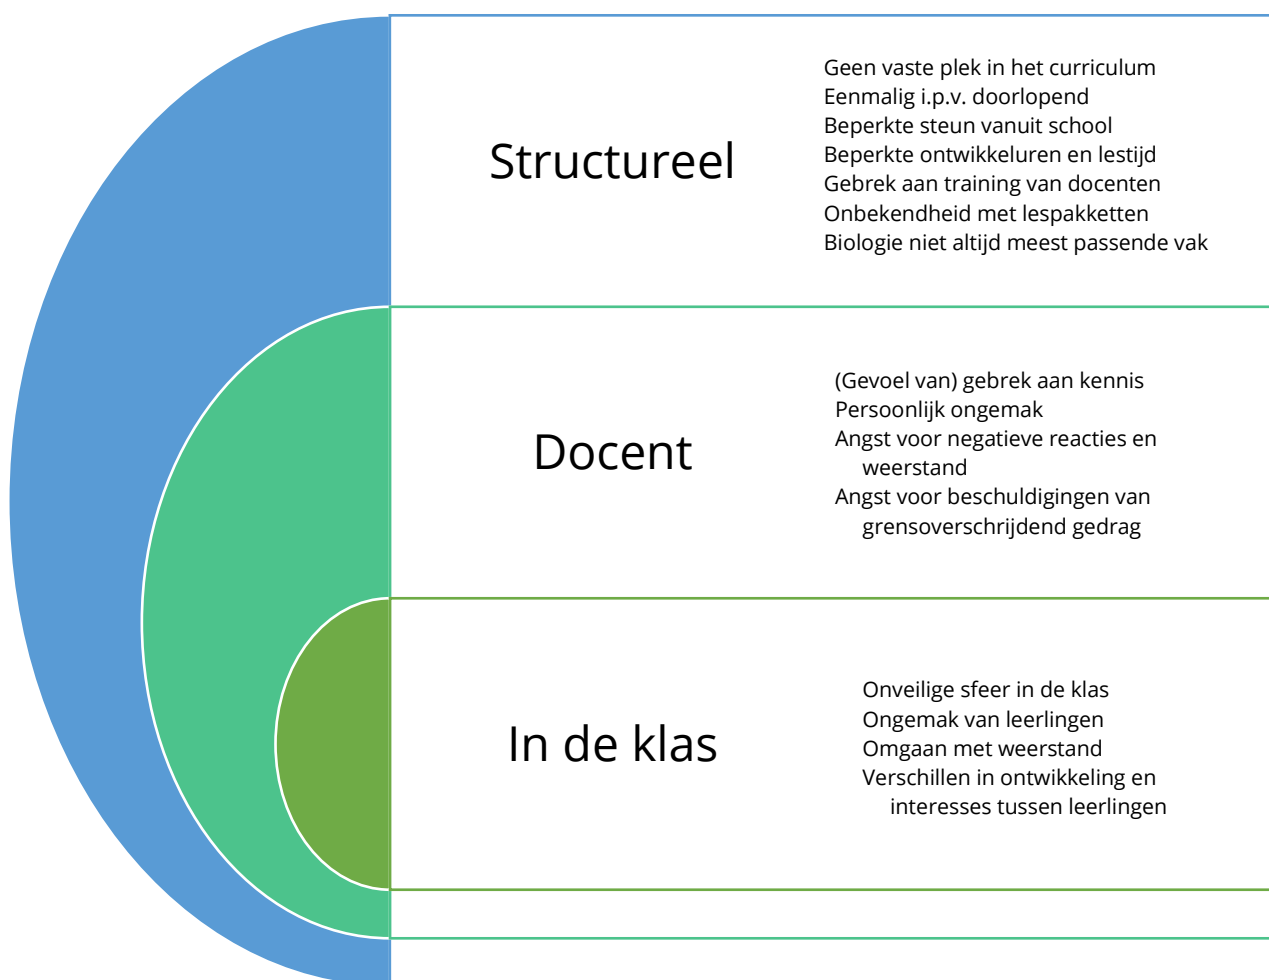 Structureel
Geen vaste plek in het curriculum
Eenmalig i.p.v. doorlopend
Beperkte steun vanuit school
Beperkte ontwikkeluren en lestijd
Gebrek aan training van docenten
Onbekendheid met lespakketten
Biologie niet altijd meest passende vak
Docent
(Gevoel van) gebrek aan kennis
Persoonlijk ongemak
Angst voor negatieve reacties en
weerstand
Angst voor beschuldigingen van
grensoverschrijdend gedrag
In de klas
Onveilige sfeer in de klas
Ongemak van leerlingen
Omgaan met weerstand
Verschillen in ontwikkeling en
interesses tussen leerlingen